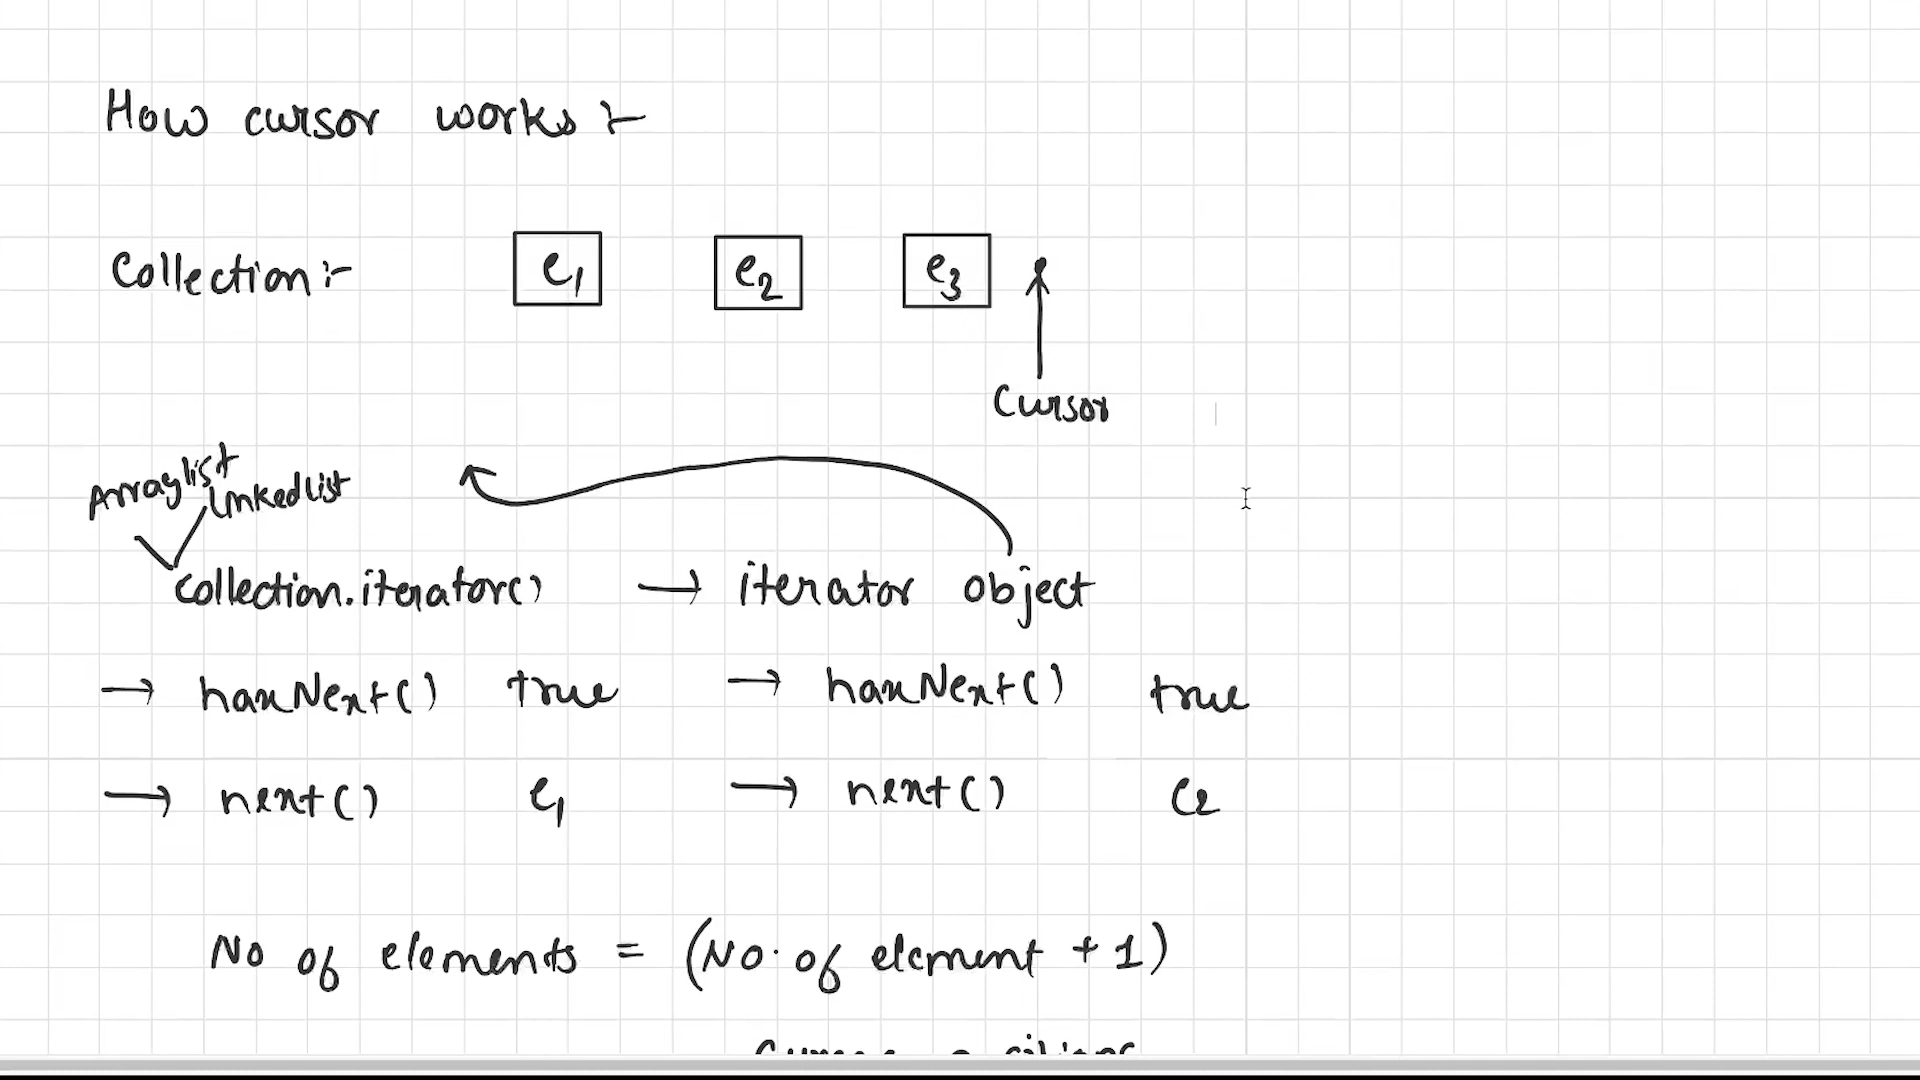 How cursor works :-
Collection :-
e1 e2 e3
Cursor
Arraylist
Linkedlist
Collection.iterator() → iterator object
→ hasNext() true → hasNext() true
→ next() e1 → next() e2
No of elements = (No. of element + 1)